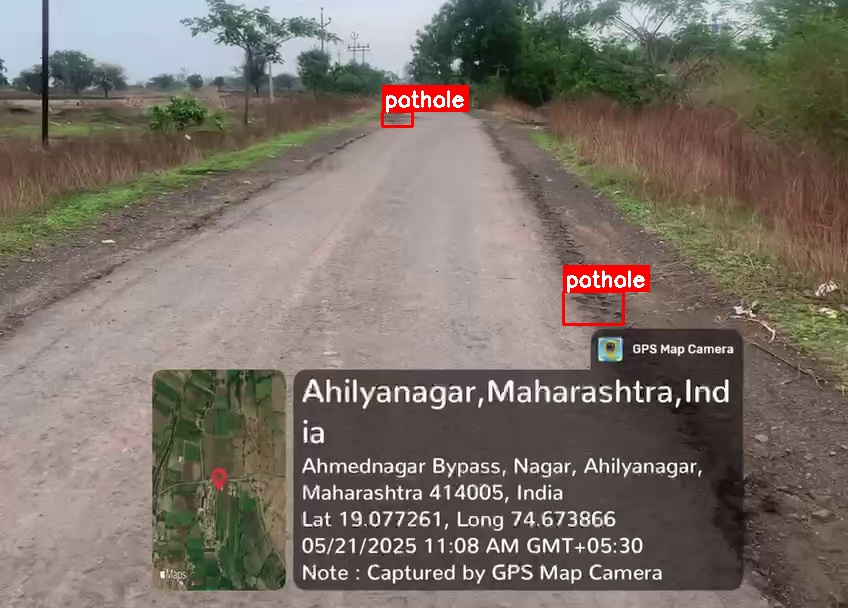 pothole
pothole
GPS Map Camera
Ahilyanagar,Maharashtra,Ind
ia
Ahmednagar Bypass, Nagar, Ahilyanagar,
Maharashtra 414005, India
Lat 19.077261, Long 74.673866
05/21/2025 11:08 AM GMT+05:30
Note : Captured by GPS Map Camera
Maps